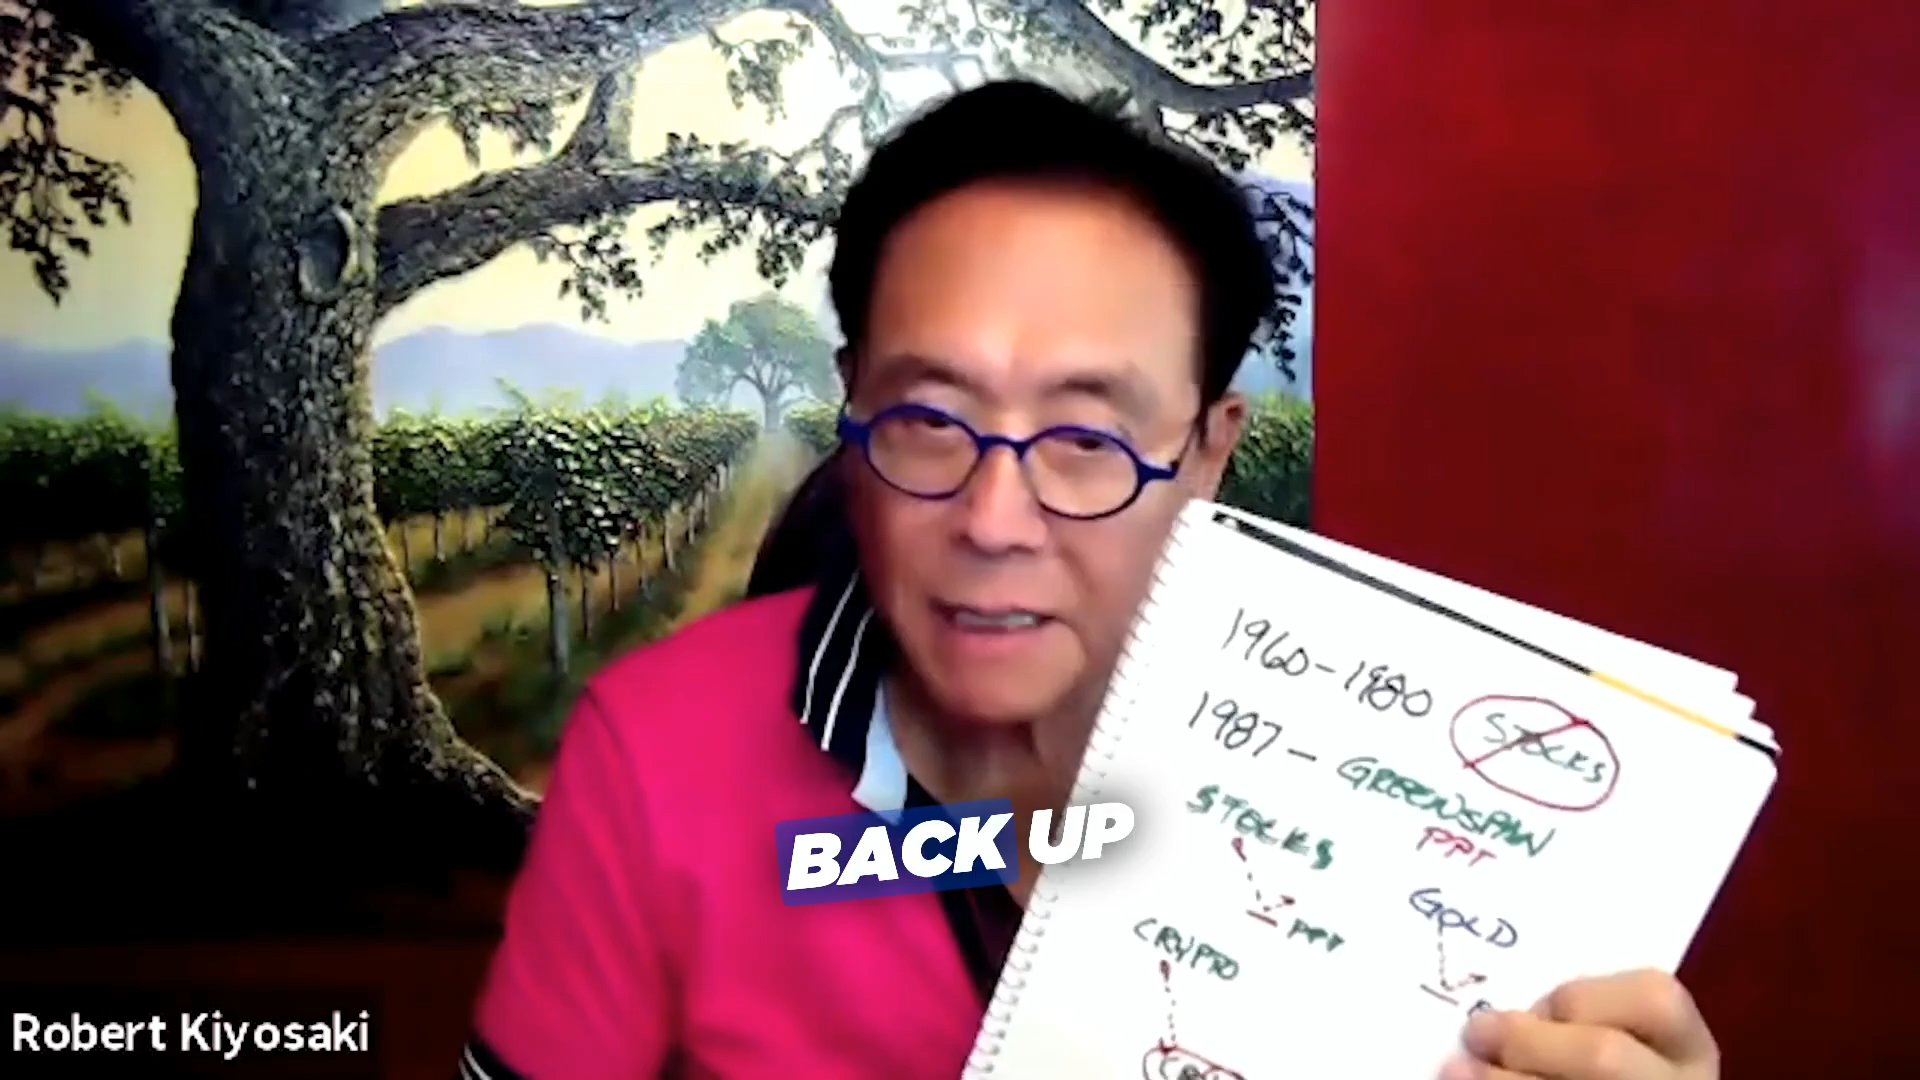 1960-1980 STOCKS
1987- GREENSPAN
PPT
STOCKS
PPT
GOLD
CRYPTO
BACK UP
Robert Kiyosaki